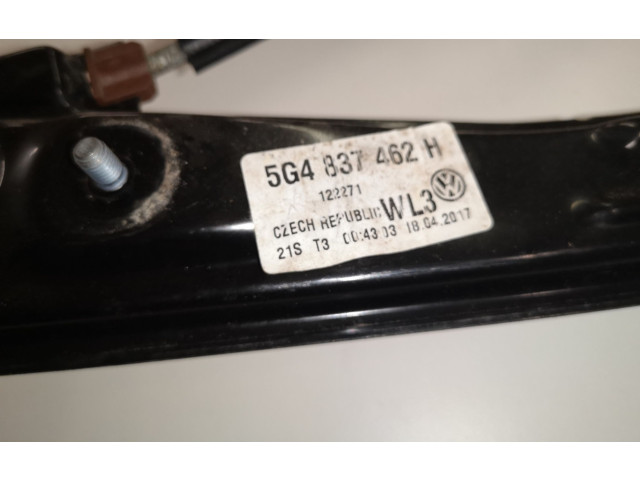 5G4 837 462 H
122271
CZECH REPUBLIC WL3
21S T3 00:43:03 18.04.2017